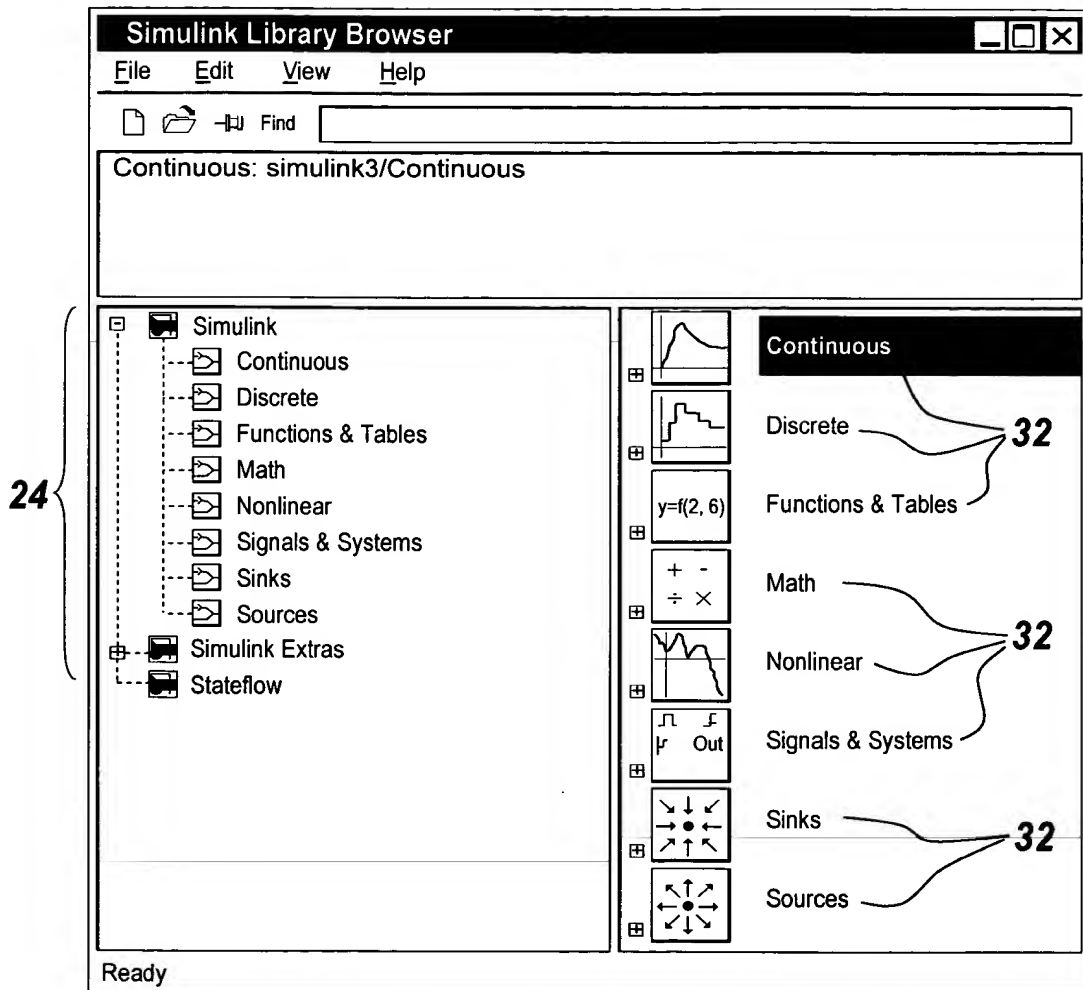 Simulink Library Browser
File Edit View Help
Find
Continuous: simulink3/Continuous
24
Simulink
Continuous
Discrete
Functions & Tables
Math
Nonlinear
Signals & Systems
Sinks
Sources
Simulink Extras
Stateflow
Continuous
Discrete
32
y=f(2, 6)
Functions & Tables
+ -
÷ ×
Math
32
Nonlinear
Out
Signals & Systems
Sinks
32
Sources
Ready